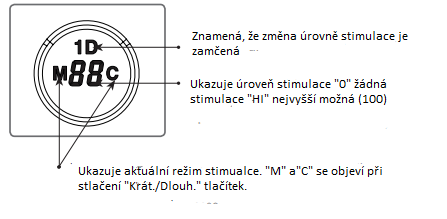 1D
M88C
Znamená, že změna úrovně stimulace je
zamčená
Ukazuje úroveň stimulace "0" žádná
stimulace "HI" nejvyšší možná (100)
Ukazuje aktuální režim stimualce. "M" a"C" se objeví při
stlačení "Krát./Dlouh." tlačítek.